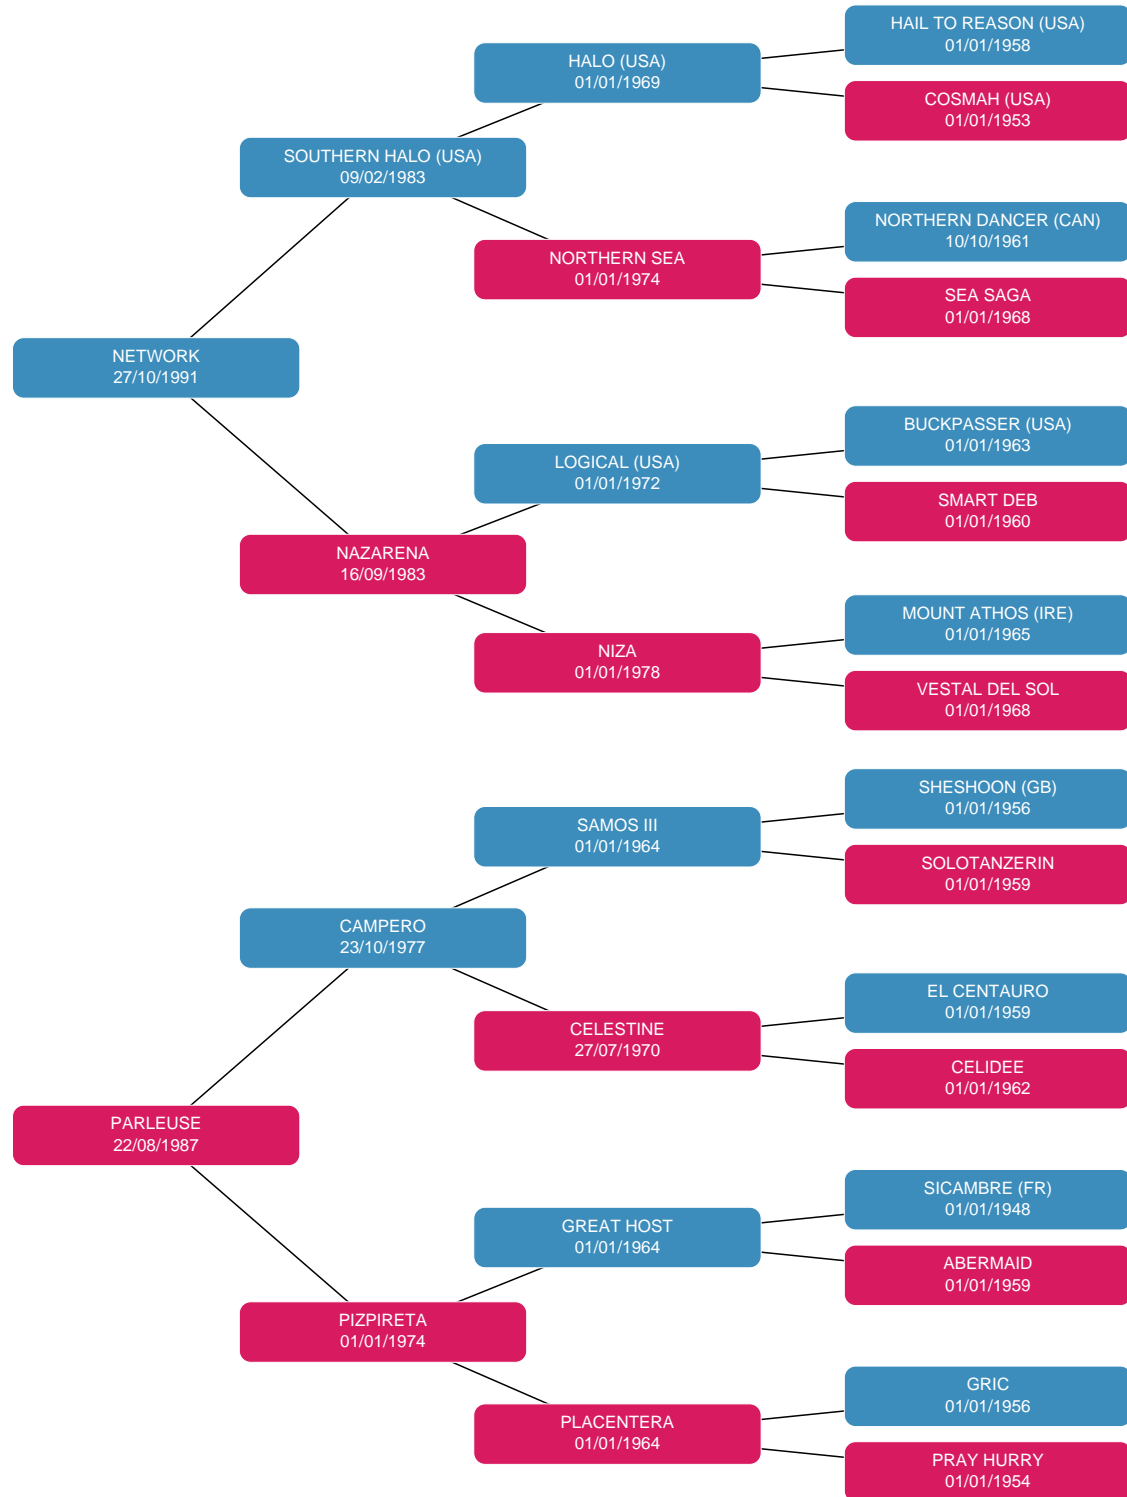 HAIL TO REASON (USA)
01/01/1958
HALO (USA)
01/01/1969
COSMAH (USA)
01/01/1953
SOUTHERN HALO (USA)
09/02/1983
NORTHERN DANCER (CAN)
10/10/1961
NORTHERN SEA
01/01/1974
SEA SAGA
01/01/1968
NETWORK
27/10/1991
BUCKPASSER (USA)
01/01/1963
LOGICAL (USA)
01/01/1972
SMART DEB
01/01/1960
NAZARENA
16/09/1983
MOUNT ATHOS (IRE)
01/01/1965
NIZA
01/01/1978
VESTAL DEL SOL
01/01/1968
SHESHOON (GB)
01/01/1956
SAMOS III
01/01/1964
SOLOTANZERIN
01/01/1959
CAMPERO
23/10/1977
EL CENTAURO
01/01/1959
CELESTINE
27/07/1970
CELIDEE
01/01/1962
PARLEUSE
22/08/1987
SICAMBRE (FR)
01/01/1948
GREAT HOST
01/01/1964
ABERMAID
01/01/1959
PIZPIRETA
01/01/1974
GRIC
01/01/1956
PLACENTERA
01/01/1964
PRAY HURRY
01/01/1954